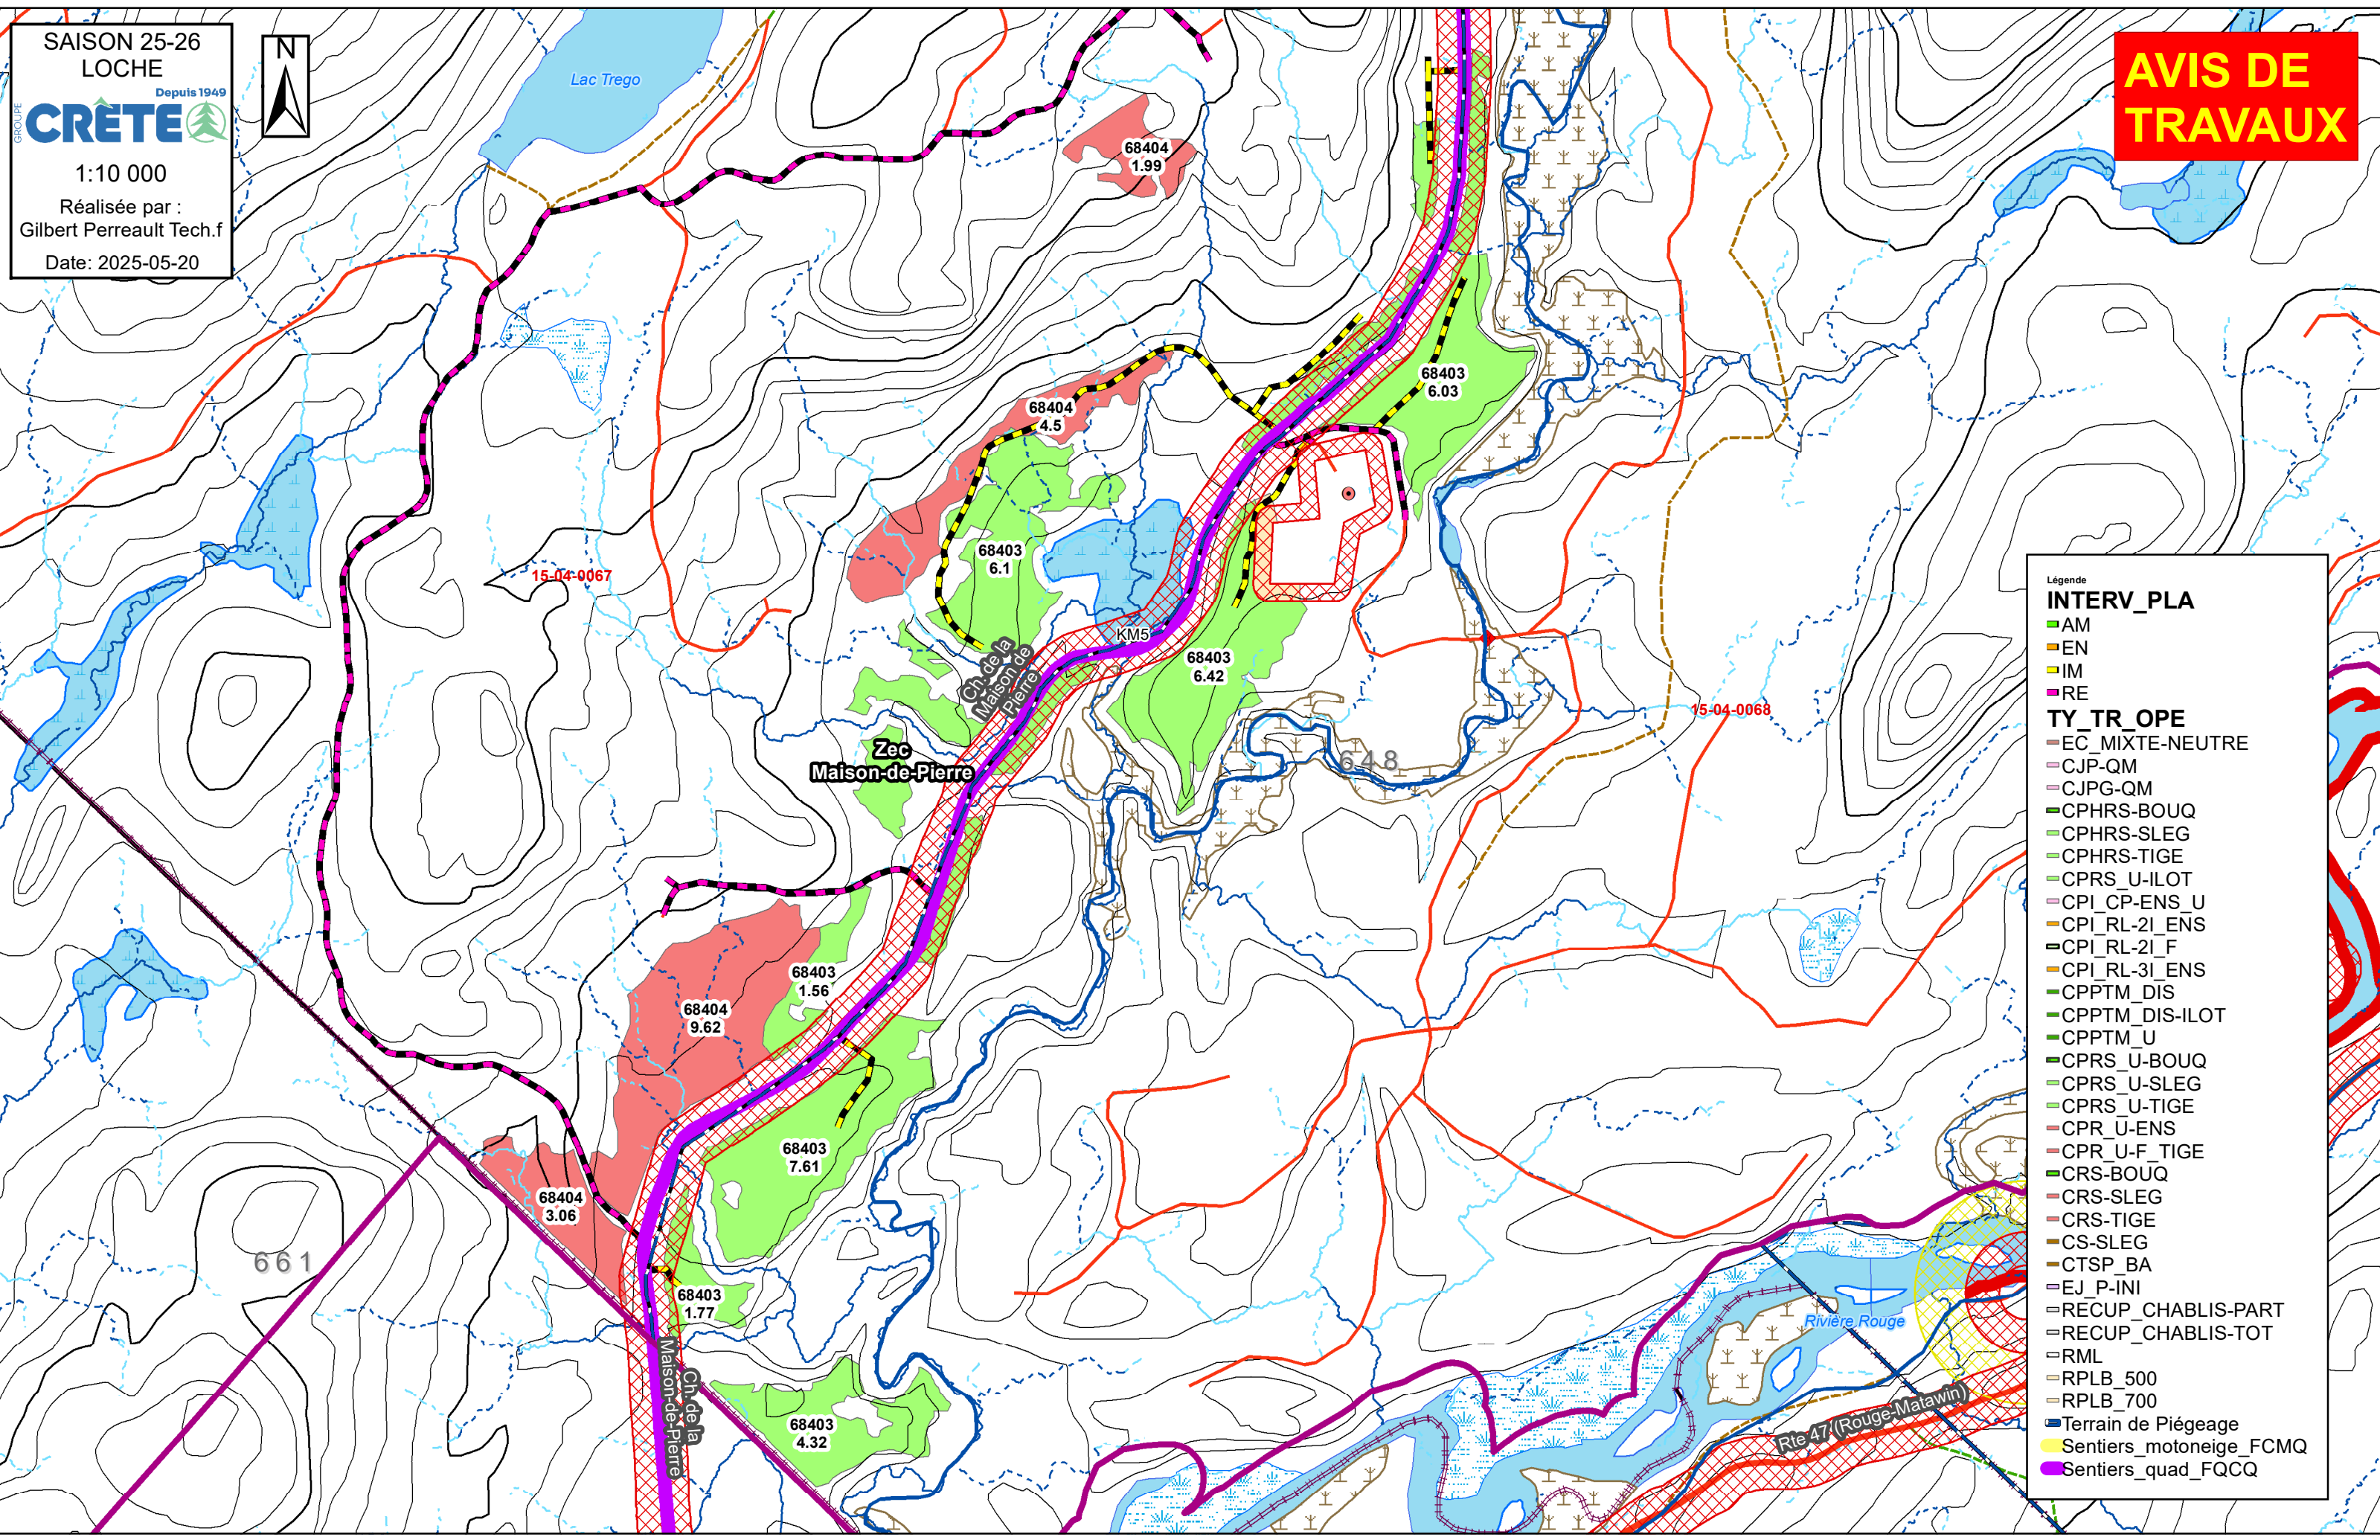 SAISON 25-26
LOCHE
Depuis 1949
GROUPE
CRÊTE
1:10 000
Réalisée par :
Gilbert Perreault Tech.f
Date: 2025-05-20
N
Lac Trego
AVIS DE
TRAVAUX
68404
1.99
68403
6.03
68404
4.5
68403
6.1
15-04-0067
KM5
Ch. de la
Maison de
Pierre
68403
6.42
15-04-0068
Zec
Maison-de-Pierre
648
68403
1.56
68404
9.62
68403
7.61
68404
3.06
661
68403
1.77
Ch. de la
Maison-de-Pierre
68403
4.32
Rivière Rouge
Rte 47 (Rouge-Matawin)
Légende
INTERV_PLA
AM
EN
IM
RE
TY_TR_OPE
EC_MIXTE-NEUTRE
CJP-QM
CJPG-QM
CPHRS-BOUQ
CPHRS-SLEG
CPHRS-TIGE
CPRS_U-ILOT
CPI_CP-ENS_U
CPI_RL-2I_ENS
CPI_RL-2I_F
CPI_RL-3I_ENS
CPPTM_DIS
CPPTM_DIS-ILOT
CPPTM_U
CPRS_U-BOUQ
CPRS_U-SLEG
CPRS_U-TIGE
CPR_U-ENS
CPR_U-F_TIGE
CRS-BOUQ
CRS-SLEG
CRS-TIGE
CS-SLEG
CTSP_BA
EJ_P-INI
RECUP_CHABLIS-PART
RECUP_CHABLIS-TOT
RML
RPLB_500
RPLB_700
Terrain de Piégeage
Sentiers_motoneige_FCMQ
Sentiers_quad_FQCQ